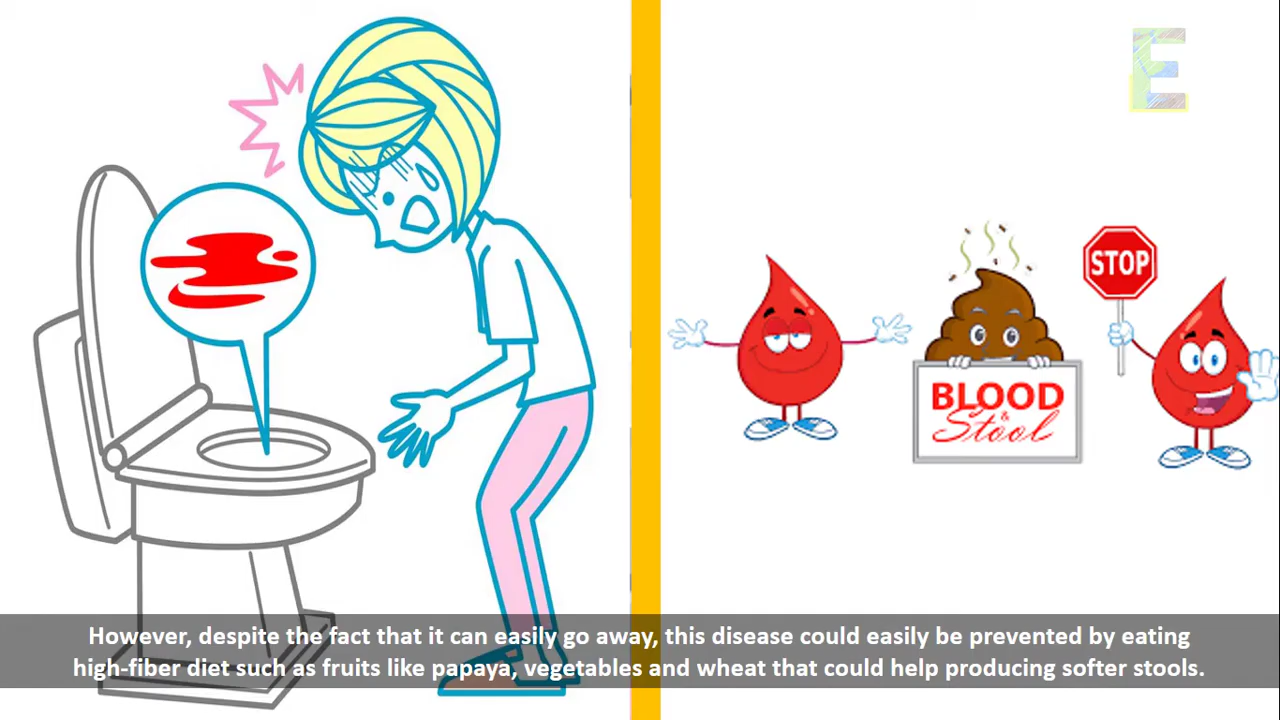 E
STOP
BLOOD
&
Stool
However, despite the fact that it can easily go away, this disease could easily be prevented by eating
high-fiber diet such as fruits like papaya, vegetables and wheat that could help producing softer stools.